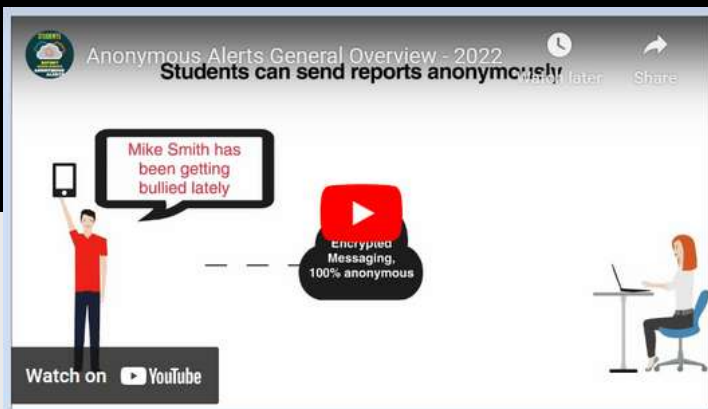 STUDENTS
Anonymous Alerts General Overview - 2022
Students can send reports anonymously
Watch later
Share
Mike Smith has
been getting
bullied lately
Encrypted
Messaging,
100% anonymous
Watch on YouTube